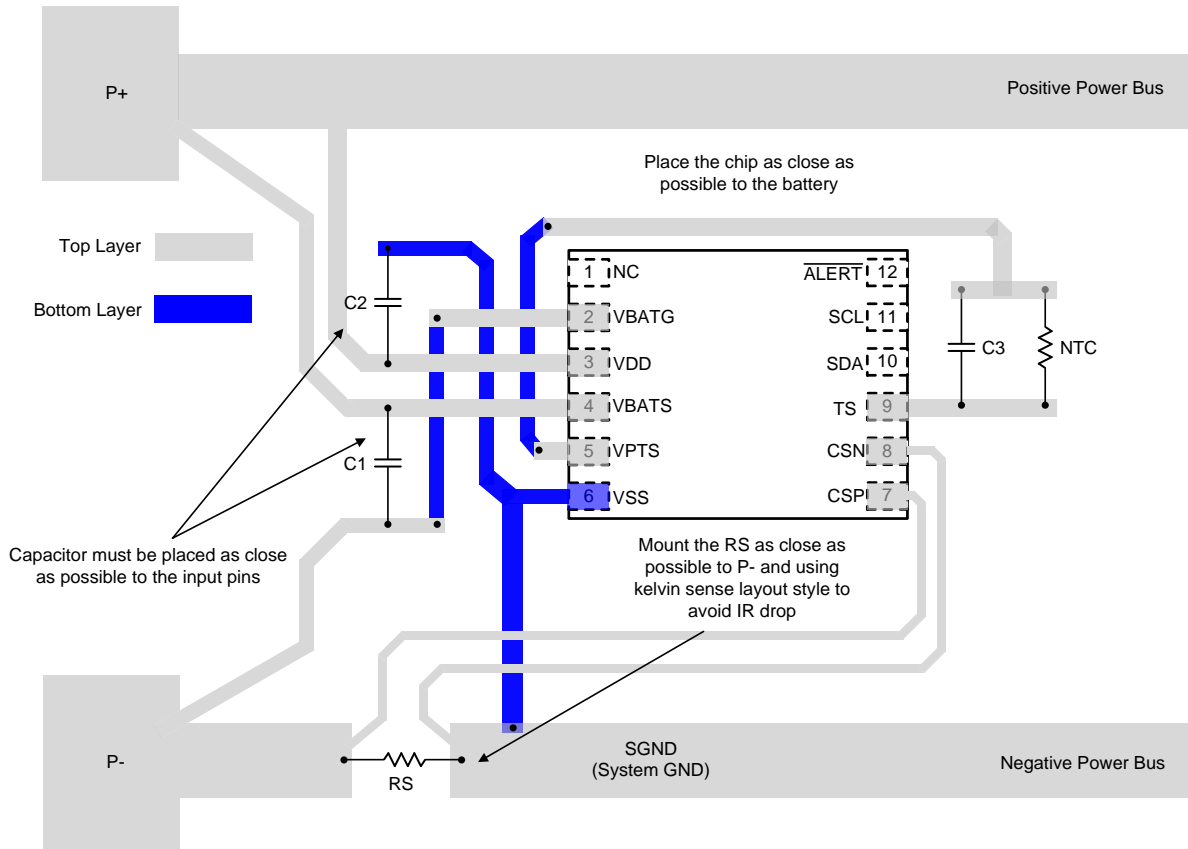 P+
Positive Power Bus
Place the chip as close as
possible to the battery
Top Layer
Bottom Layer
C2
C1
1 NC
2 VBATG
3 VDD
4 VBATS
5 VPTS
6 VSS
ALERT 12
SCL 11
SDA 10
TS 9
CSN 8
CSP 7
C3
NTC
Capacitor must be placed as close
as possible to the input pins
Mount the RS as close as
possible to P- and using
kelvin sense layout style to
avoid IR drop
P-
RS
SGND
(System GND)
Negative Power Bus